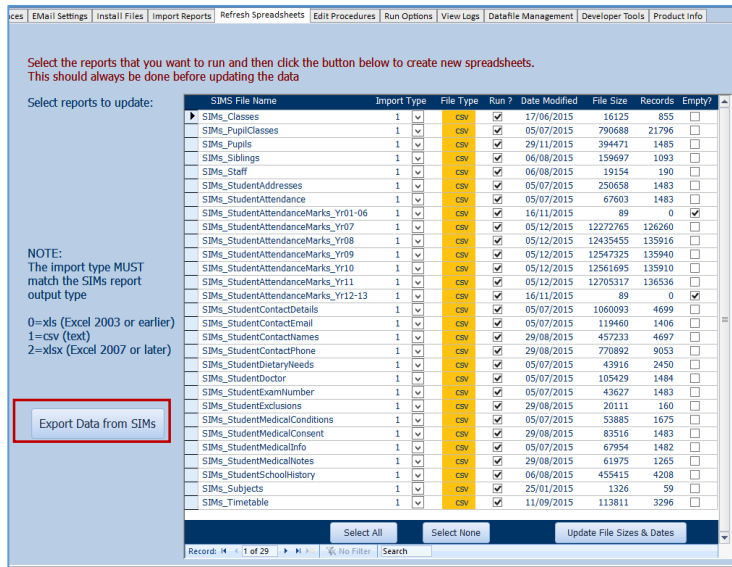 ces EMail Settings Install Files Import Reports Refresh Spreadsheets Edit Procedures Run Options View Logs Datafile Management Developer Tools Product Info
Select the reports that you want to run and then click the button below to create new spreadsheets.
This should always be done before updating the data
Select reports to update:
SIMS File Name Import Type File Type Run ? Date Modified File Size Records Empty?
SIMs_Classes 1 csv 17/06/2015 16125 855
SIMs_PupilClasses 1 csv 05/07/2015 790688 21796
SIMs_Pupils 1 csv 29/11/2015 394471 1485
SIMs_Siblings 1 csv 06/08/2015 159697 1093
SIMs_Staff 1 csv 06/08/2015 19154 190
SIMs_StudentAddresses 1 csv 05/07/2015 250658 1483
SIMs_StudentAttendance 1 csv 05/07/2015 67603 1483
SIMs_StudentAttendanceMarks_Yr01-06 1 csv 16/11/2015 89 0
SIMs_StudentAttendanceMarks_Yr07 1 csv 05/12/2015 12272765 126260
SIMs_StudentAttendanceMarks_Yr08 1 csv 05/12/2015 12435455 135916
SIMs_StudentAttendanceMarks_Yr09 1 csv 05/12/2015 12547325 135940
SIMs_StudentAttendanceMarks_Yr10 1 csv 05/12/2015 12561695 135910
SIMs_StudentAttendanceMarks_Yr11 1 csv 05/12/2015 12705317 136536
SIMs_StudentAttendanceMarks_Yr12-13 1 csv 16/11/2015 89 0
SIMs_StudentContactDetails 1 csv 05/07/2015 1060093 4699
SIMs_StudentContactEmail 1 csv 05/07/2015 119460 1406
SIMs_StudentContactNames 1 csv 29/08/2015 457233 4697
SIMs_StudentContactPhone 1 csv 29/08/2015 770892 9053
SIMs_StudentDietaryNeeds 1 csv 05/07/2015 43916 2450
SIMs_StudentDoctor 1 csv 05/07/2015 105429 1484
SIMs_StudentExamNumber 1 csv 05/07/2015 43627 1483
SIMs_StudentExclusions 1 csv 29/08/2015 20111 160
SIMs_StudentMedicalConditions 1 csv 05/07/2015 53885 1675
SIMs_StudentMedicalConsent 1 csv 29/08/2015 83516 1483
SIMs_StudentMedicalInfo 1 csv 05/07/2015 67954 1482
SIMs_StudentMedicalNotes 1 csv 29/08/2015 61975 1265
SIMs_StudentSchoolHistory 1 csv 06/08/2015 455415 4208
SIMs_Subjects 1 csv 25/01/2015 1326 59
SIMs_Timetable 1 csv 11/09/2015 113811 3296
NOTE:
The import type MUST
match the SIMs report
output type
0=xls (Excel 2003 or earlier)
1=csv (text)
2=xlsx (Excel 2007 or later)
Export Data from SIMs
Select All Select None Update File Sizes & Dates
Record: 1 of 29 No Filter Search